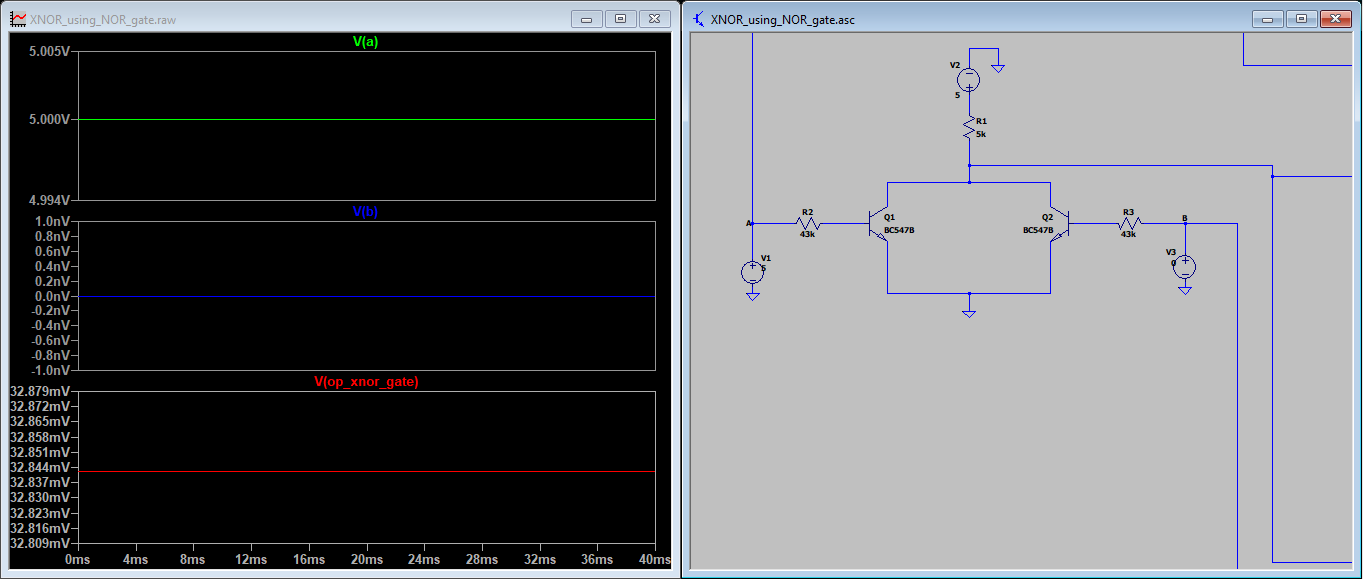 XNOR_using_NOR_gate.raw
V(a)
5.005V
5.000V
4.994V
V(b)
1.0nV
0.8nV
0.6nV
0.4nV
0.2nV
0.0nV
-0.2nV
-0.4nV
-0.6nV
-0.8nV
-1.0nV
V(op_xnor_gate)
32.879mV
32.872mV
32.865mV
32.858mV
32.851mV
32.844mV
32.837mV
32.830mV
32.823mV
32.816mV
32.809mV
0ms 4ms 8ms 12ms 16ms 20ms 24ms 28ms 32ms 36ms 40ms
XNOR_using_NOR_gate.asc
V2
5
R1
5k
A
R2
43k
Q1
BC547B
Q2
BC547B
R3
43k
B
V1
5
V3
0